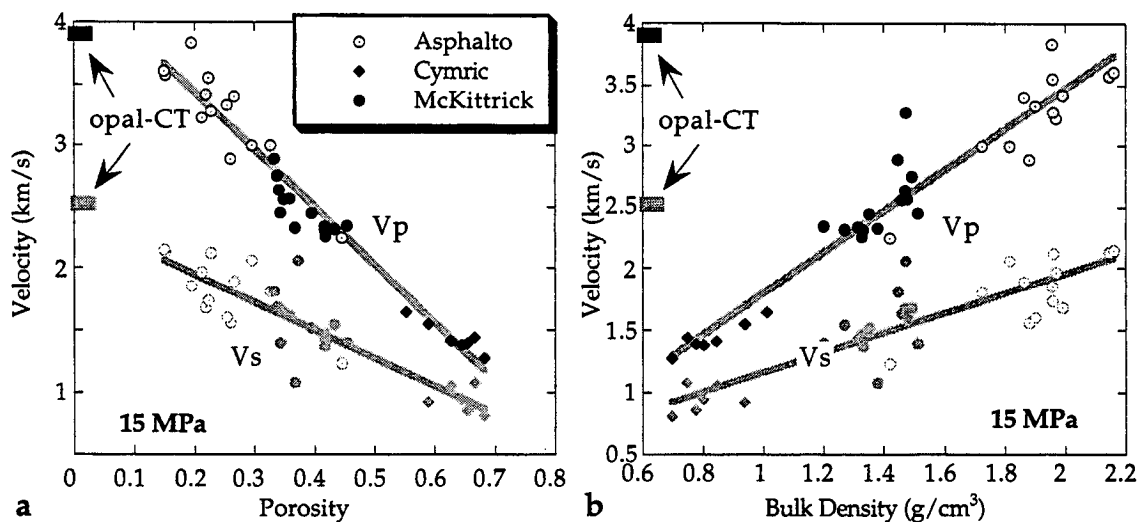 4
3
2
1
Velocity (km/s)
Asphalto
Cymric
McKittrick
opal-CT
Vp
Vs
15 MPa
0 0.1 0.2 0.3 0.4 0.5 0.6 0.7 0.8
a
Porosity
4
3.5
3
2.5
2
1.5
1
0.5
Velocity (km/s)
opal-CT
Vp
Vs
15 MPa
0.6 0.8 1 1.2 1.4 1.6 1.8 2 2.2
b
Bulk Density (g/cm³)